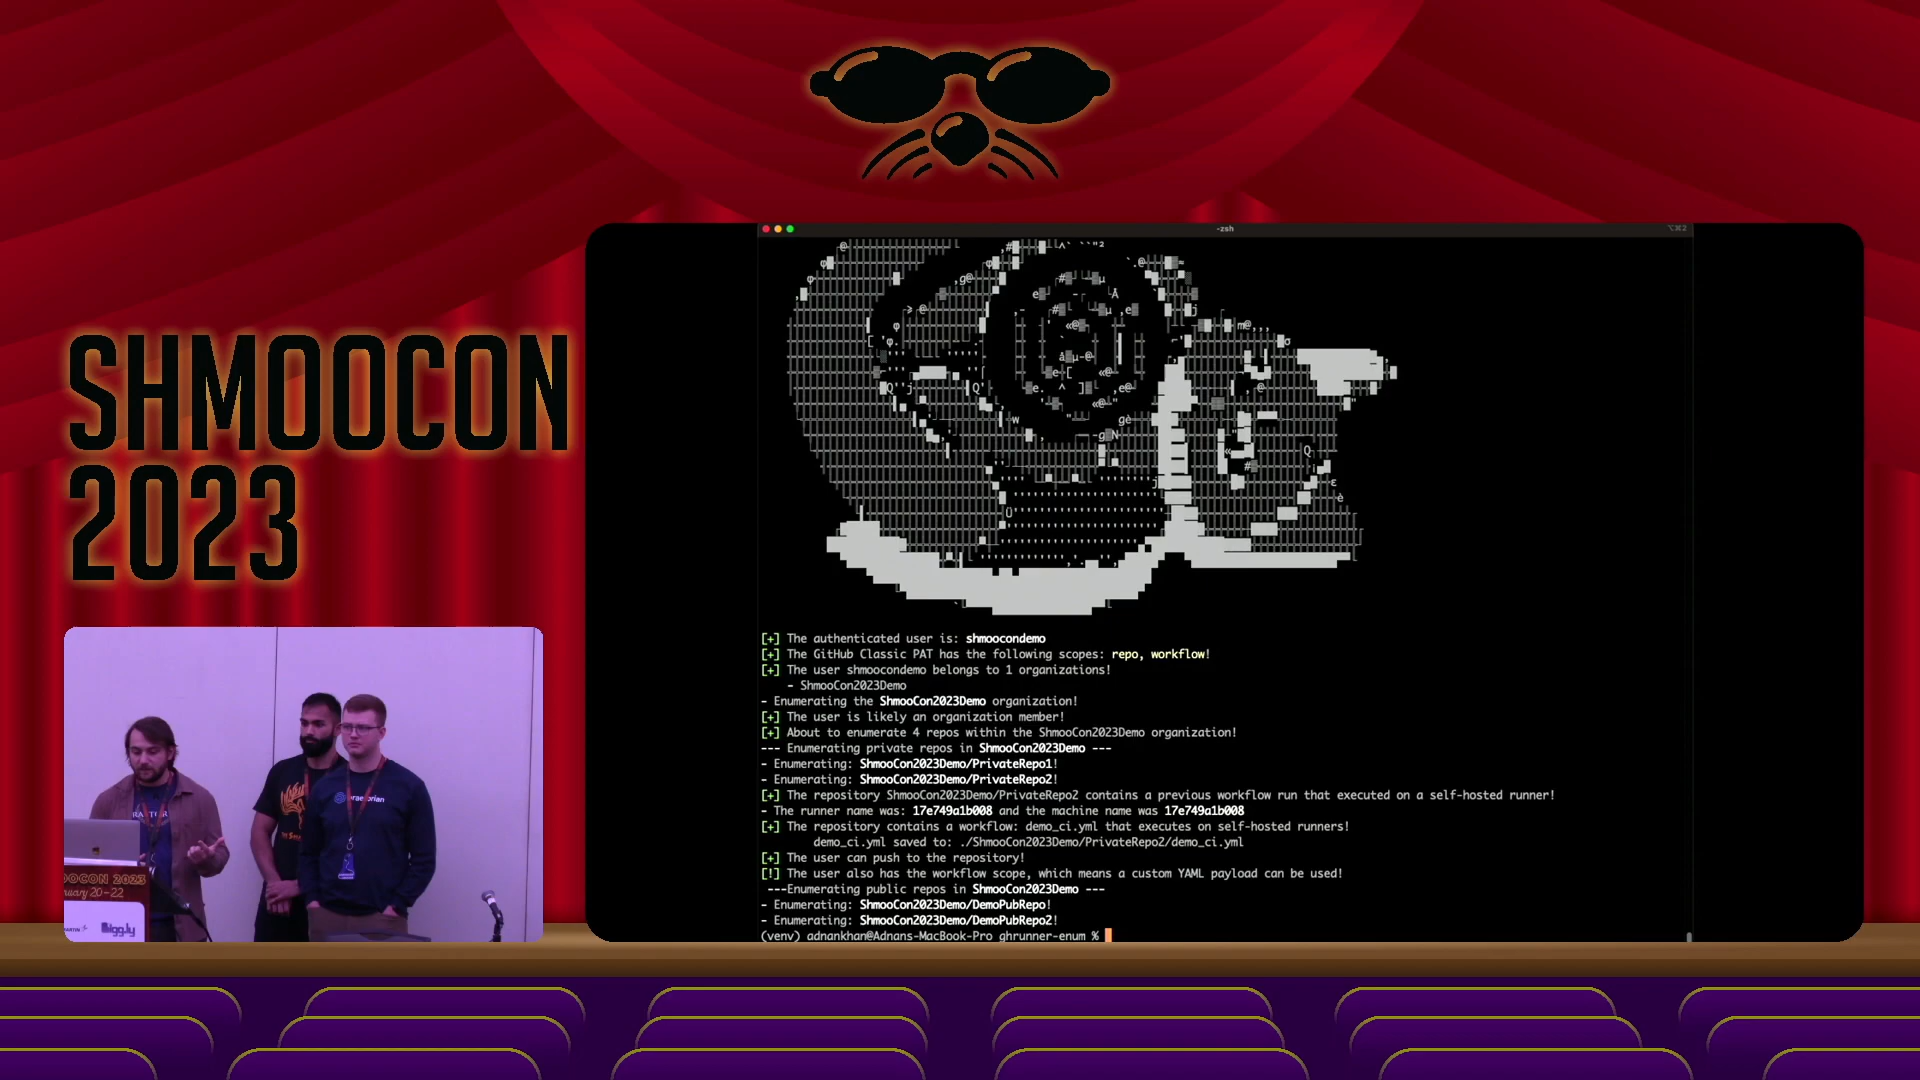 SHMOOCON
2023
-zsh
⌥⌘2
[+] The authenticated user is: shmoocondemo
[+] The GitHub Classic PAT has the following scopes: repo, workflow!
[+] The user shmoocondemo belongs to 1 organizations!
- ShmooCon2023Demo
- Enumerating the ShmooCon2023Demo organization!
[+] The user is likely an organization member!
[+] About to enumerate 4 repos within the ShmooCon2023Demo organization!
--- Enumerating private repos in ShmooCon2023Demo ---
- Enumerating: ShmooCon2023Demo/PrivateRepo1!
- Enumerating: ShmooCon2023Demo/PrivateRepo2!
[+] The repository ShmooCon2023Demo/PrivateRepo2 contains a previous workflow run that executed on a self-hosted runner!
- The runner name was: 17e749a1b008 and the machine name was 17e749a1b008
[+] The repository contains a workflow: demo_ci.yml that executes on self-hosted runners!
demo_ci.yml saved to: ./ShmooCon2023Demo/PrivateRepo2/demo_ci.yml
[+] The user can push to the repository!
[!] The user also has the workflow scope, which means a custom YAML payload can be used!
---Enumerating public repos in ShmooCon2023Demo ---
- Enumerating: ShmooCon2023Demo/DemoPubRepo!
- Enumerating: ShmooCon2023Demo/DemoPubRepo2!
(venv) adnankhan@Adnans-MacBook-Pro ghrunner-enum %